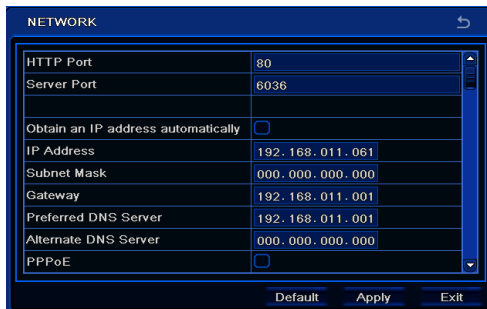 NETWORK
HTTP Port 80
Server Port 6036
Obtain an IP address automatically
IP Address 192.168.011.061
Subnet Mask 000.000.000.000
Gateway 192.168.011.001
Preferred DNS Server 192.168.011.001
Alternate DNS Server 000.000.000.000
PPPoE
Default Apply Exit